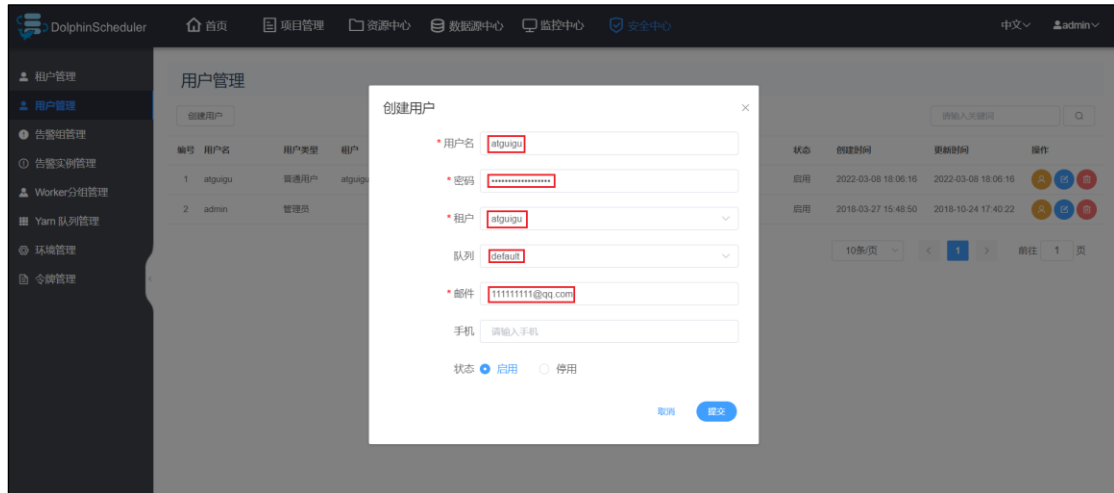 DolphinScheduler 首页 项目管理 资源中心 数据源中心 监控中心 安全中心 中文 admin
租户管理
用户管理
告警组管理
告警实例管理
Worker分组管理
Yarn 队列管理
环境管理
令牌管理
用户管理
创建用户 请输入关键词
编号 用户名 用户类型 租户 状态 创建时间 更新时间 操作
1 atguigu 普通用户 atguigu 启用 2022-03-08 18:06:16 2022-03-08 18:06:16
2 admin 管理员 启用 2018-03-27 15:48:50 2018-10-24 17:40:22
10条/页 < 1 > 前往 1 页
创建用户 ×
* 用户名 atguigu
* 密码 •••••••••••••••••
* 租户 atguigu
队列 default
* 邮件 111111111@qq.com
手机 请输入手机
状态 启用 停用
取消 提交